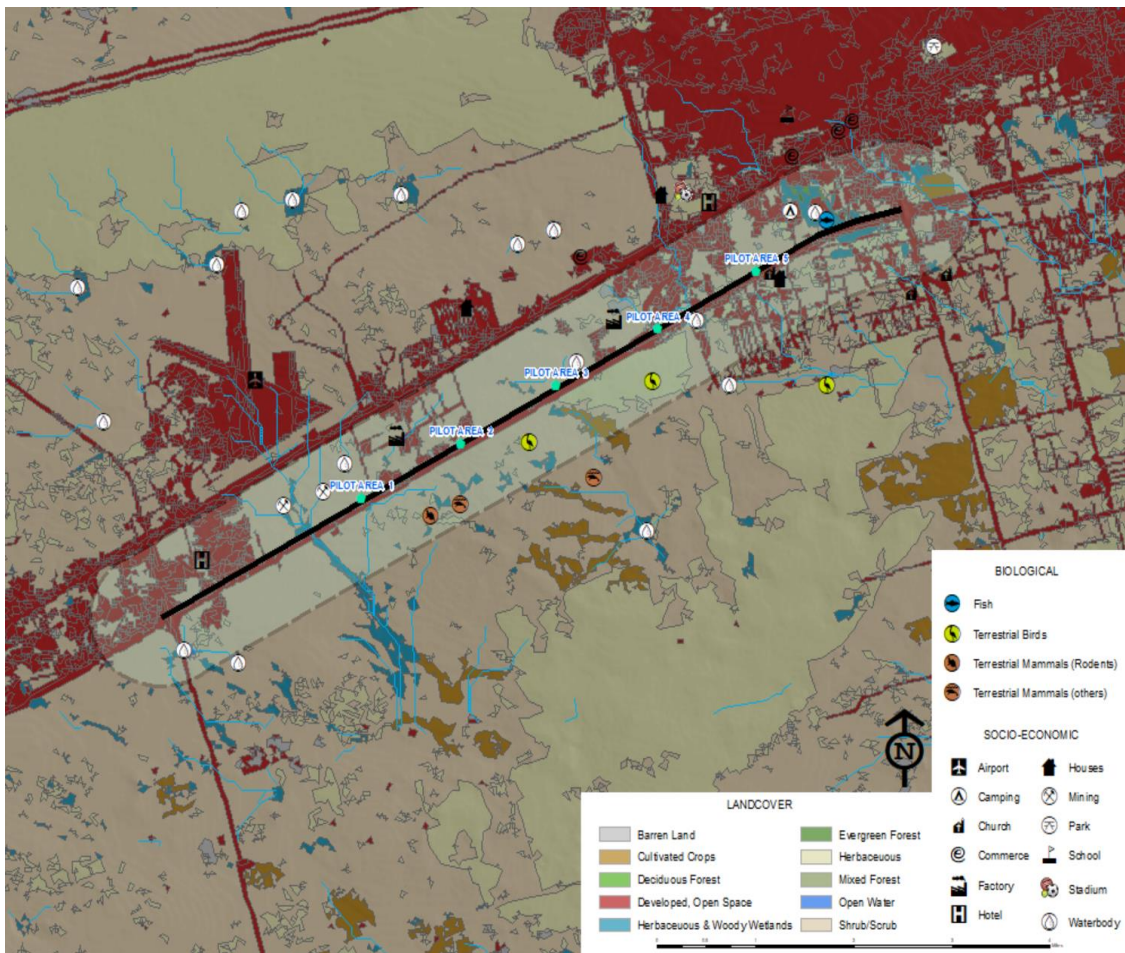 PILOT AREA 5
PILOT AREA 4
PILOT AREA 3
PILOT AREA 2
PILOT AREA 1
H
H
N
BIOLOGICAL
Fish
Terrestrial Birds
Terrestrial Mammals (Rodents)
Terrestrial Mammals (others)
SOCIO-ECONOMIC
Airport
Houses
Camping
Mining
Church
Park
Commerce
School
Factory
Stadium
H Hotel
Waterbody
LANDCOVER
Barren Land
Evergreen Forest
Cultivated Crops
Herbaceuous
Deciduous Forest
Mixed Forest
Developed, Open Space
Open Water
Herbaceuous & Woody Wetlands
Shrub/Scrub